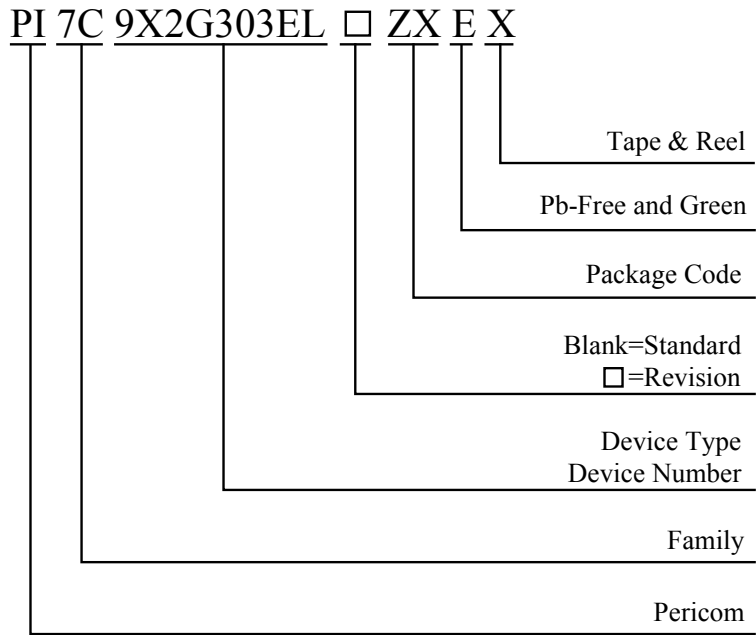 PI 7C 9X2G303EL □ ZX E X
Tape & Reel
Pb-Free and Green
Package Code
Blank=Standard
□=Revision
Device Type
Device Number
Family
Pericom